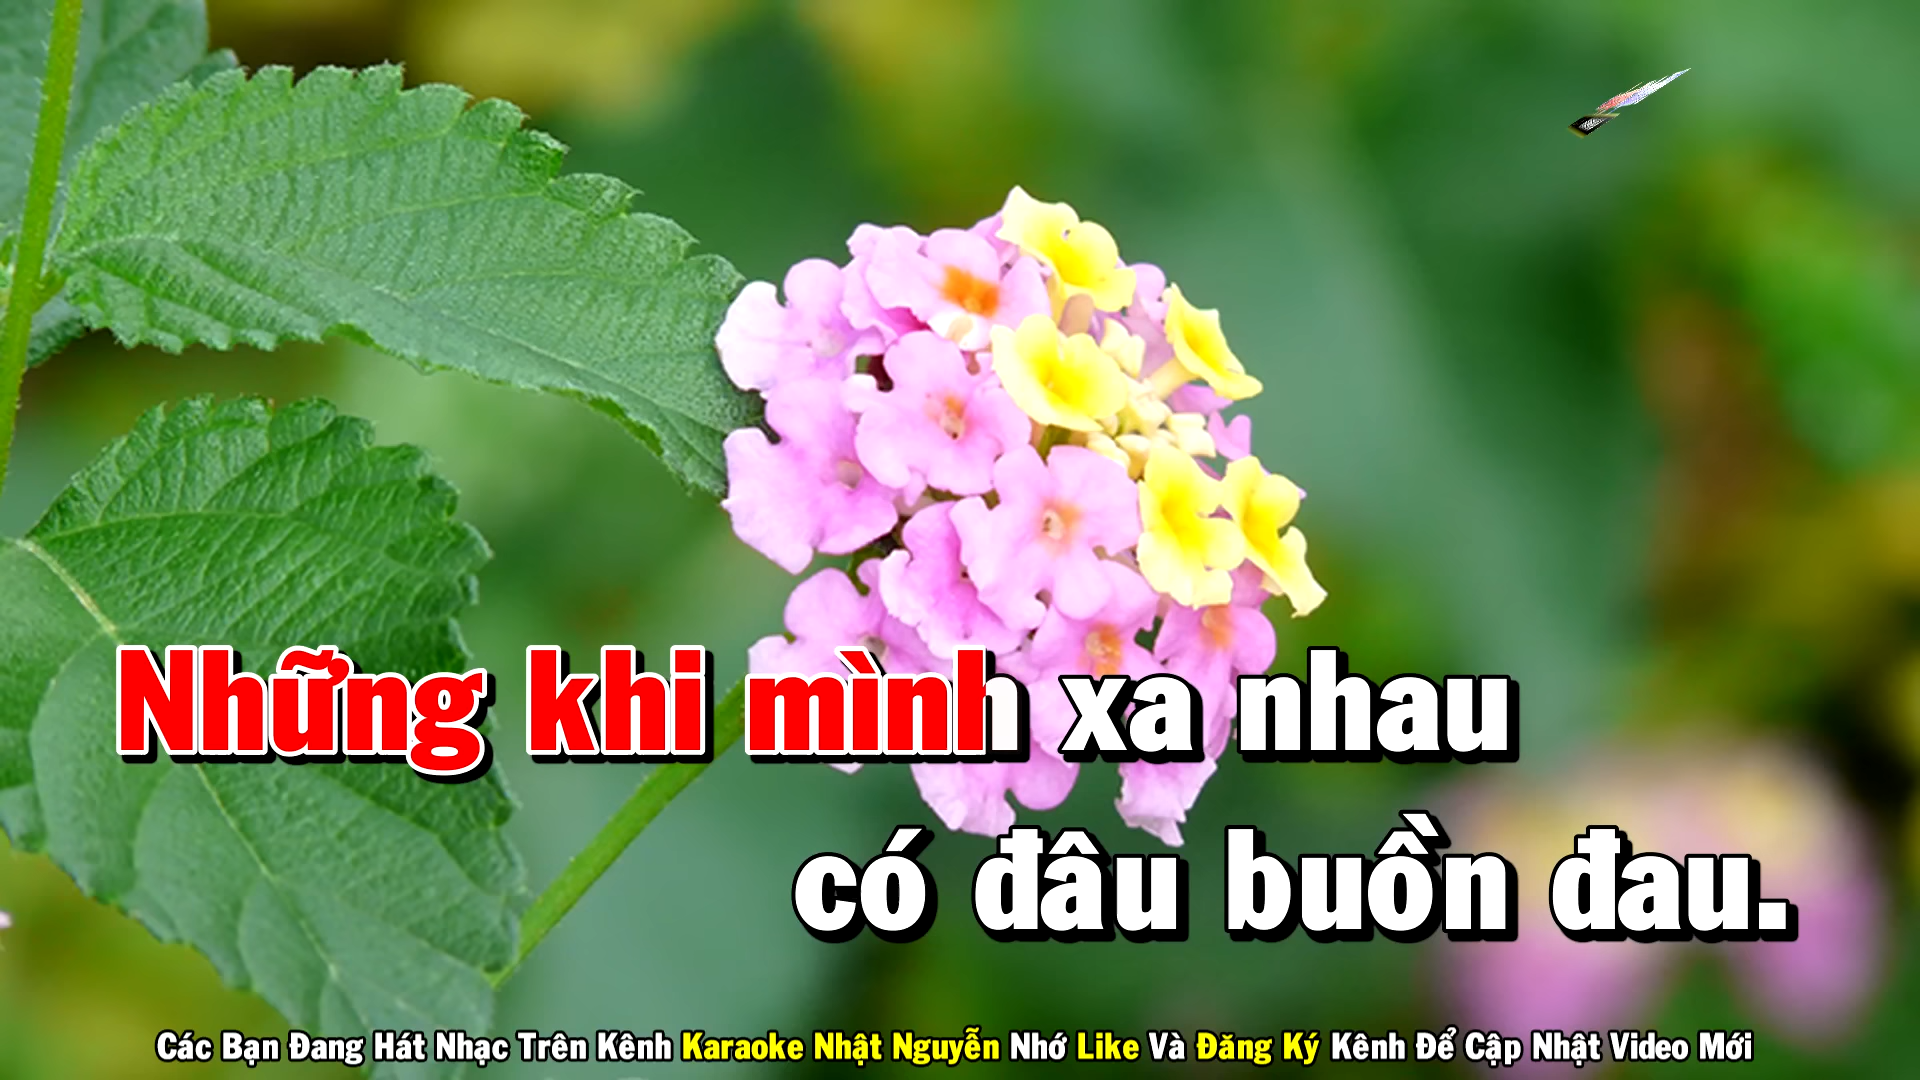 Những khi mình xa nhau
có đâu buồn đau.
Các Bạn Đang Hát Nhạc Trên Kênh Karaoke Nhật Nguyễn Nhớ Like Và Đăng Ký Kênh Để Cập Nhật Video Mới